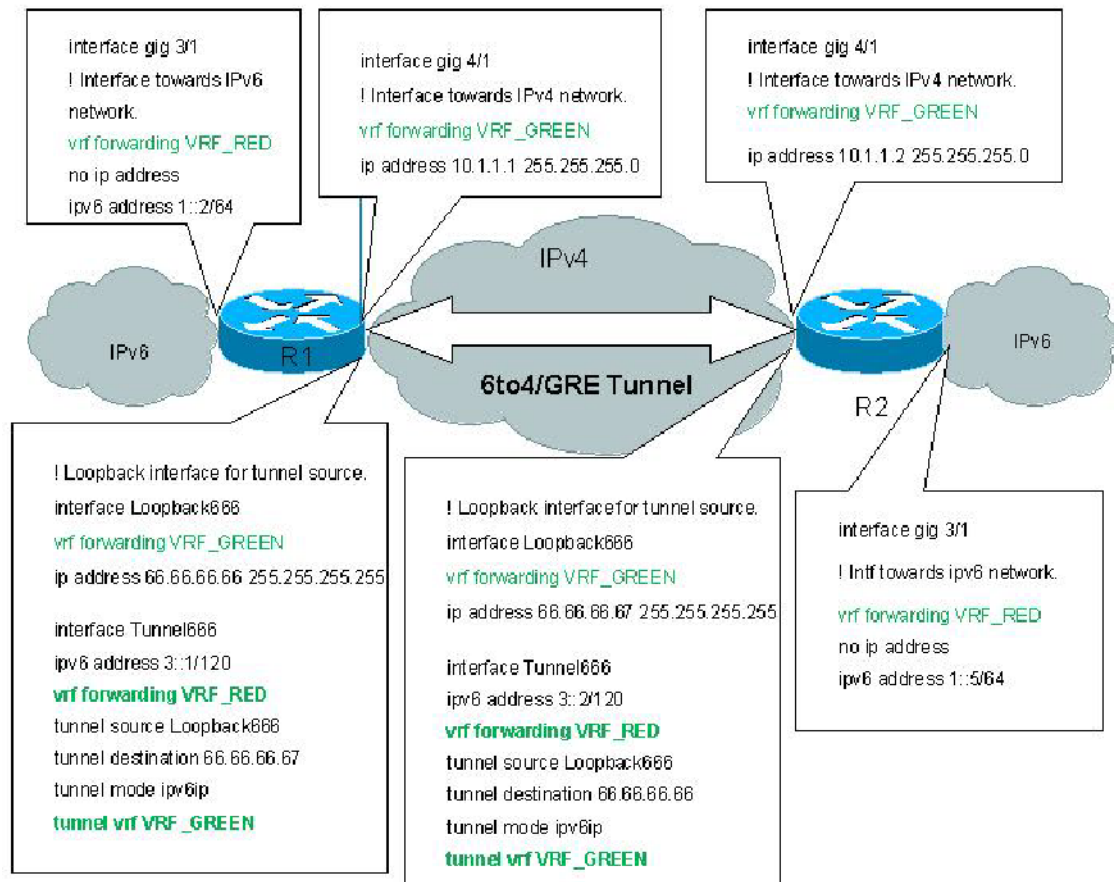 interface gig 3/1
! Interface towards IPv6
network.
vrf forwarding VRF_RED
no ip address
ipv6 address 1::2/64
interface gig 4/1
! Interface towards IPv4 network.
vrf forwarding VRF_GREEN
ip address 10.1.1.1 255.255.255.0
interface gig 4/1
! Interface towards IPv4 network.
vrf forwarding VRF_GREEN
ip address 10.1.1.2 255.255.255.0
IPv6
R1
IPv4
6to4/GRE Tunnel
R2
IPv6
! Loopback interface for tunnel source.
interface Loopback666
vrf forwarding VRF_GREEN
ip address 66.66.66.66 255.255.255.255
interface Tunnel666
ipv6 address 3::1/120
vrf forwarding VRF_RED
tunnel source Loopback666
tunnel destination 66.66.66.67
tunnel mode ipv6ip
tunnel vrf VRF_GREEN
! Loopback interface for tunnel source.
interface Loopback666
vrf forwarding VRF_GREEN
ip address 66.66.66.67 255.255.255.255
interface Tunnel666
ipv6 address 3::2/120
vrf forwarding VRF_RED
tunnel source Loopback666
tunnel destination 66.66.66.66
tunnel mode ipv6ip
tunnel vrf VRF_GREEN
interface gig 3/1
! Intf towards ipv6 network.
vrf forwarding VRF_RED
no ip address
ipv6 address 1::5/64